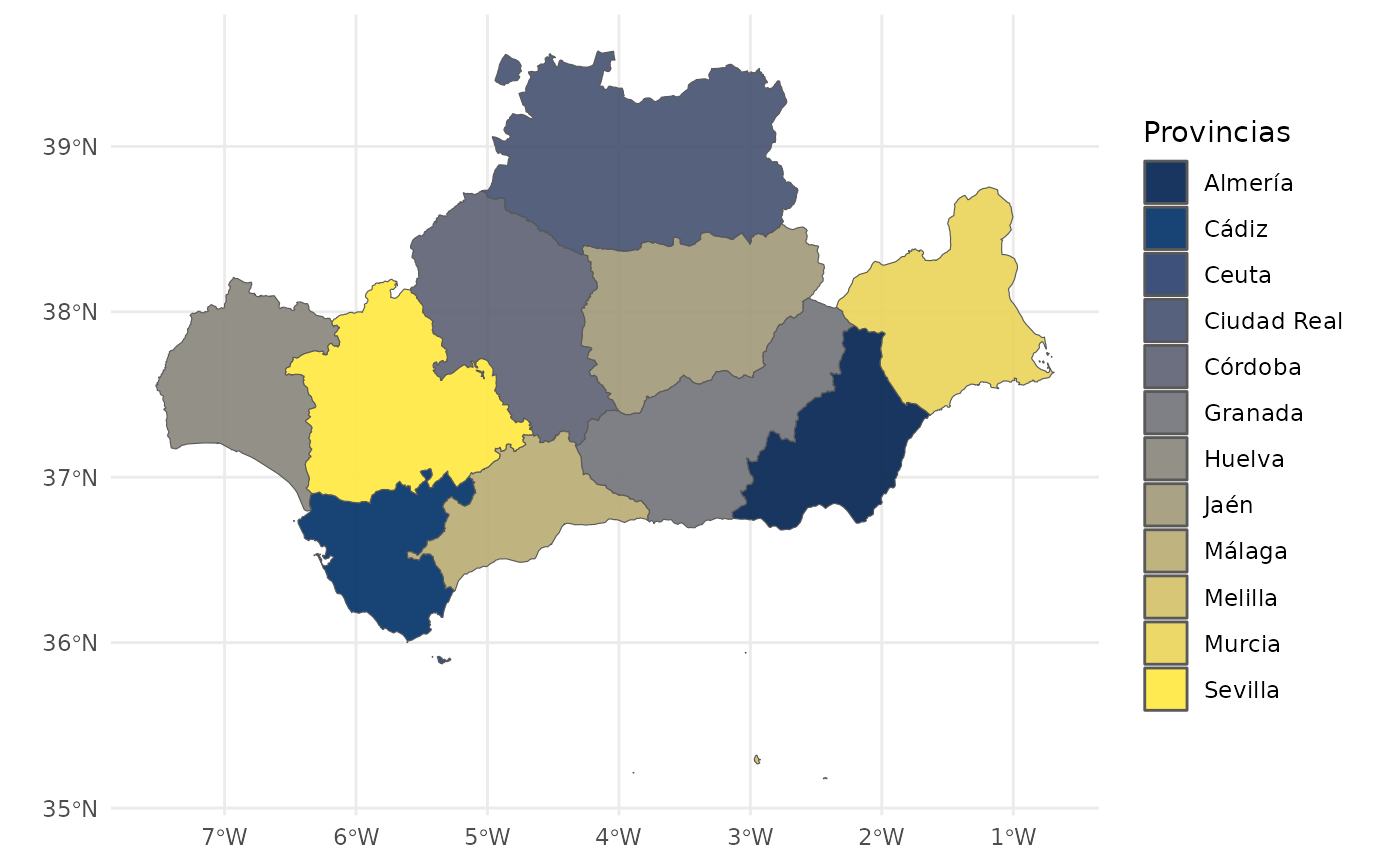 39°N
38°N
37°N
36°N
35°N
7°W 6°W 5°W 4°W 3°W 2°W 1°W
Provincias
Almería
Cádiz
Ceuta
Ciudad Real
Córdoba
Granada
Huelva
Jaén
Málaga
Melilla
Murcia
Sevilla